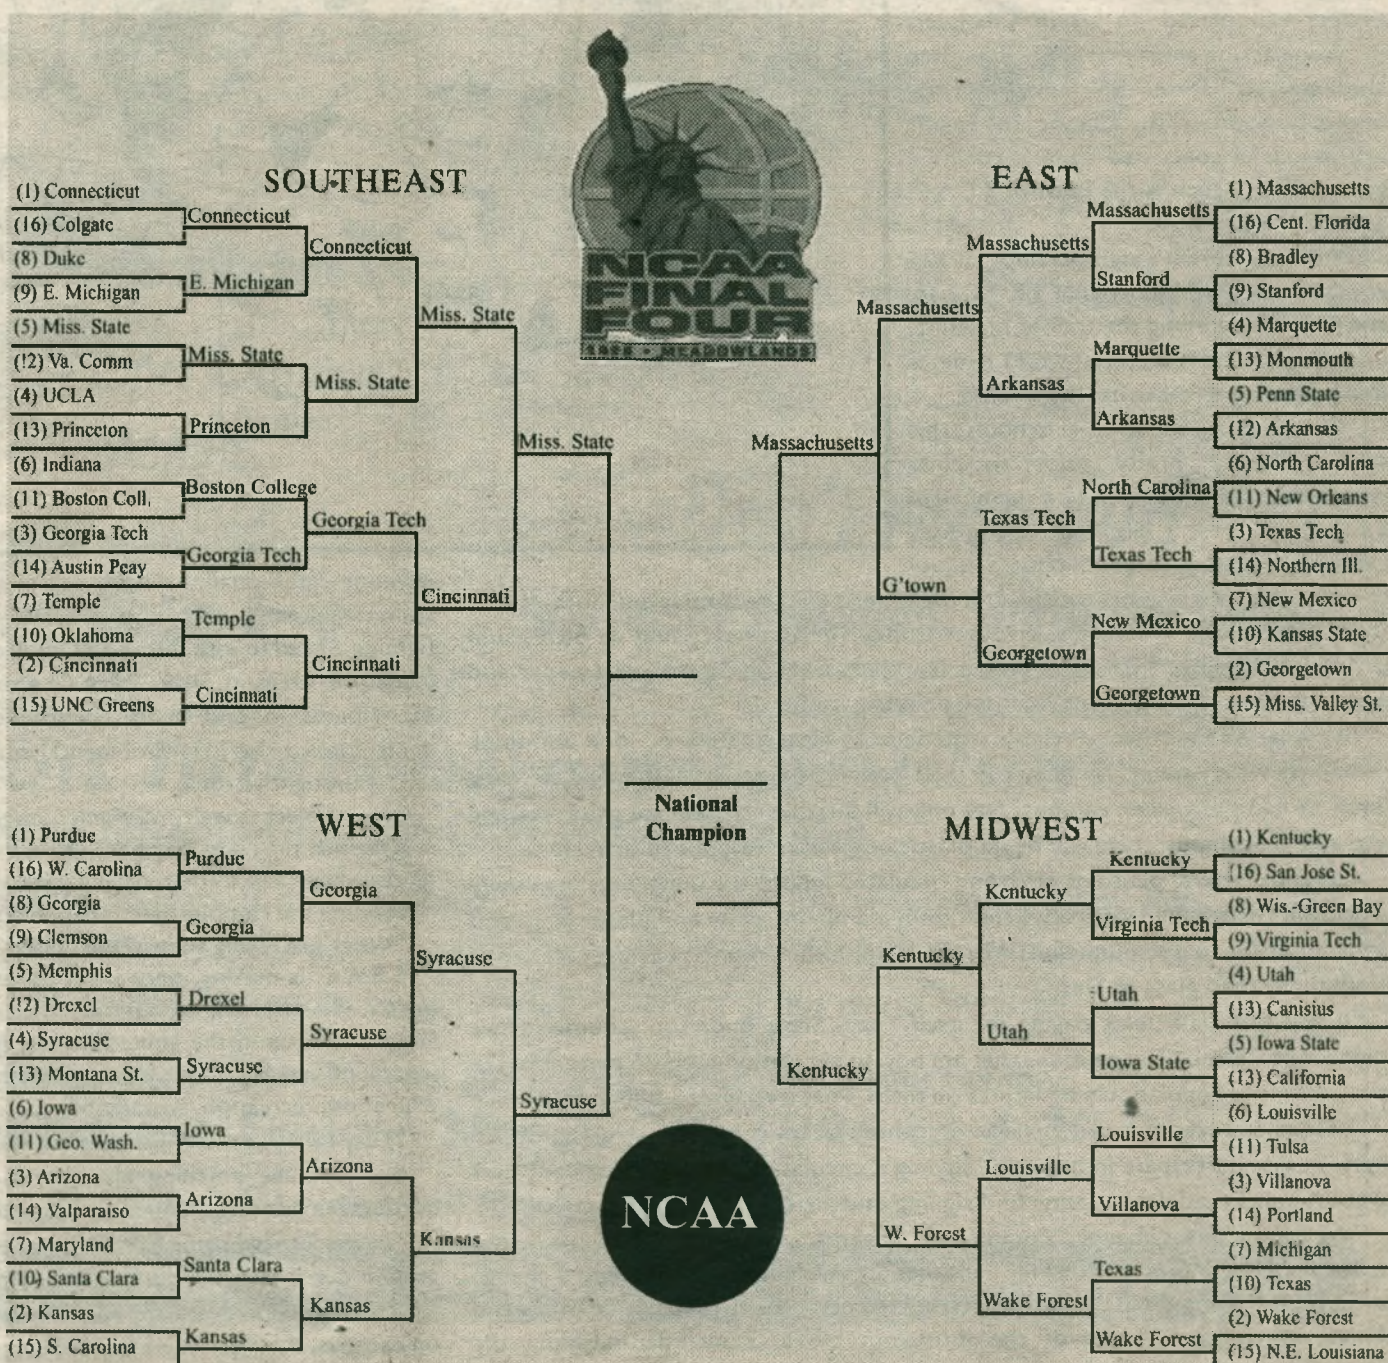 SOUTHEAST
(1) Connecticut
(16) Colgate
(8) Duke
(9) E. Michigan
(5) Miss. State
(!2) Va. Comm
(4) UCLA
(13) Princeton
(6) Indiana
(11) Boston Coll.
(3) Georgia Tech
(14) Austin Peay
(7) Temple
(10) Oklahoma
(2) Cincinnati
(15) UNC Greens
Connecticut
E. Michigan
Miss. State
Princeton
Boston College
Georgia Tech
Temple
Cincinnati
Connecticut
Miss. State
Georgia Tech
Cincinnati
Miss. State
Cincinnati
Miss. State
NCAA
FINAL
FOUR
1996 • MEADOWLANDS
EAST
(1) Massachusetts
(16) Cent. Florida
(8) Bradley
(9) Stanford
(4) Marquette
(13) Monmouth
(5) Penn State
(12) Arkansas
(6) North Carolina
(11) New Orleans
(3) Texas Tech
(14) Northern Ill.
(7) New Mexico
(10) Kansas State
(2) Georgetown
(15) Miss. Valley St.
Massachusetts
Stanford
Marquette
Arkansas
North Carolina
Texas Tech
New Mexico
Georgetown
Massachusetts
Arkansas
Texas Tech
Georgetown
Massachusetts
G'town
Massachusetts
National
Champion
WEST
(1) Purdue
(16) W. Carolina
(8) Georgia
(9) Clemson
(5) Memphis
(!2) Drexel
(4) Syracuse
(13) Montana St.
(6) Iowa
(11) Geo. Wash.
(3) Arizona
(14) Valparaiso
(7) Maryland
(10) Santa Clara
(2) Kansas
(15) S. Carolina
Purdue
Georgia
Drexel
Syracuse
Iowa
Arizona
Santa Clara
Kansas
Georgia
Syracuse
Arizona
Kansas
Syracuse
Kansas
Syracuse
NCAA
MIDWEST
(1) Kentucky
(16) San Jose St.
(8) Wis.-Green Bay
(9) Virginia Tech
(4) Utah
(13) Canisius
(5) Iowa State
(13) California
(6) Louisville
(11) Tulsa
(3) Villanova
(14) Portland
(7) Michigan
(10) Texas
(2) Wake Forest
(15) N.E. Louisiana
Kentucky
Virginia Tech
Utah
Iowa State
Louisville
Villanova
Texas
Wake Forest
Kentucky
Utah
Louisville
Wake Forest
Kentucky
W. Forest
Kentucky